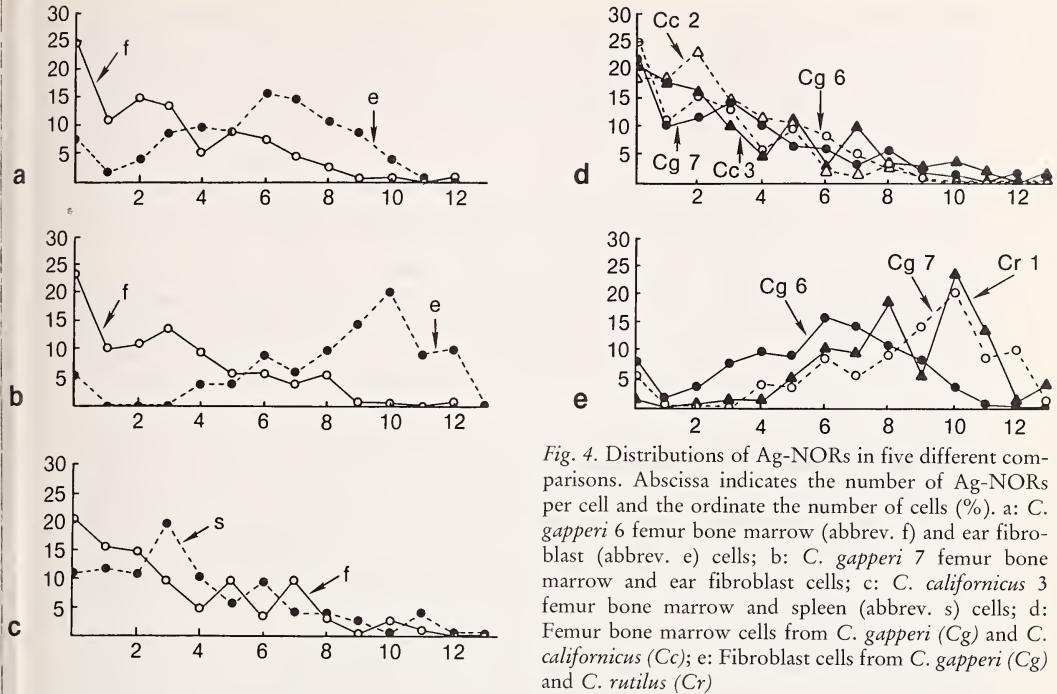 30
25
20
15
10
5
f
e
a
2 4 6 8 10 12
30
25
20
15
10
5
f
e
b
2 4 6 8 10 12
30
25
20
15
10
5
s
f
c
2 4 6 8 10 12
30
25
20
15
10
5
Cc 2
Cg 6
Cg 7
Cc 3
d
2 4 6 8 10 12
30
25
20
15
10
5
Cg 6
Cg 7
Cr 1
e
2 4 6 8 10 12
Fig. 4. Distributions of Ag-NORs in five different com-
parisons. Abscissa indicates the number of Ag-NORs
per cell and the ordinate the number of cells (%). a: C.
gapperi 6 femur bone marrow (abbrev. f) and ear fibro-
blast (abbrev. e) cells; b: C. gapperi 7 femur bone
marrow and ear fibroblast cells; c: C. californicus 3
femur bone marrow and spleen (abbrev. s) cells; d:
Femur bone marrow cells from C. gapperi (Cg) and C.
californicus (Cc); e: Fibroblast cells from C. gapperi (Cg)
and C. rutilus (Cr)